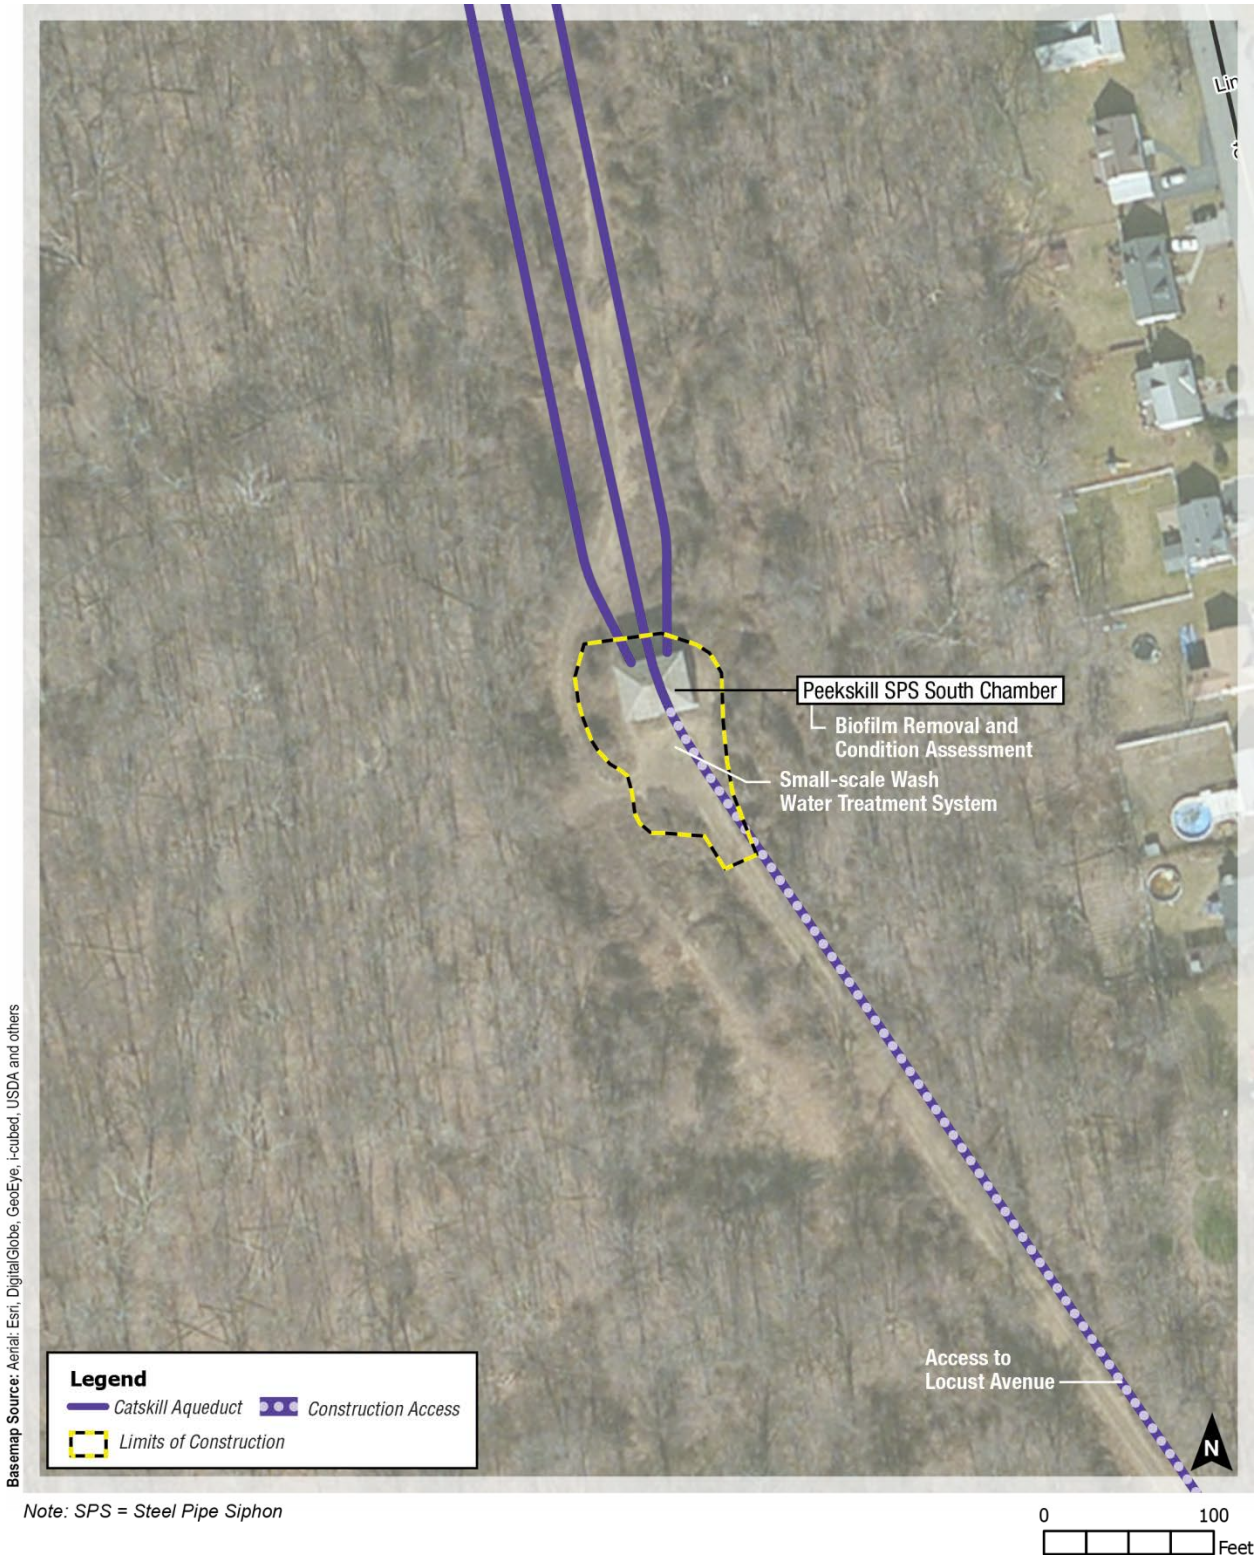 Lin
Peekskill SPS South Chamber
Biofilm Removal and
Condition Assessment
Small-scale Wash
Water Treatment System
Access to
Locust Avenue
N
Legend
Catskill Aqueduct
Construction Access
Limits of Construction
Basemap Source: Aerial: Esri, DigitalGlobe, GeoEye, i-cubed, USDA and others
Note: SPS = Steel Pipe Siphon
0 100
Feet